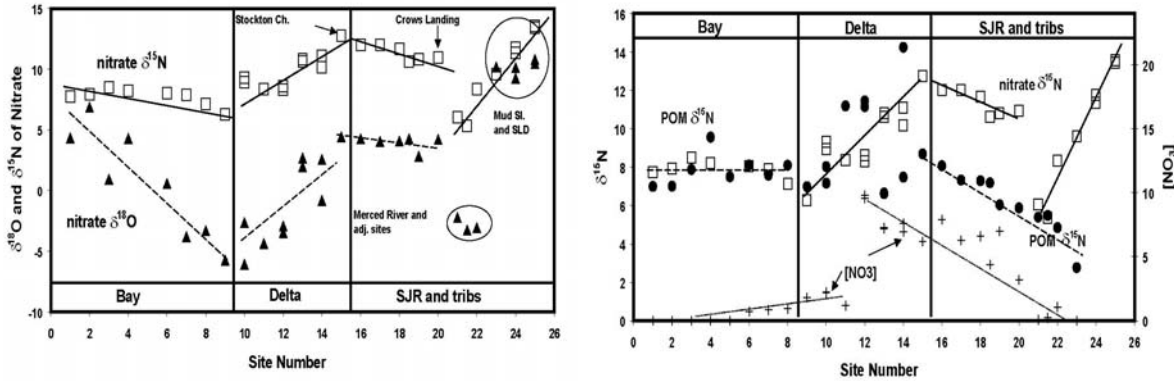 15
10
5
0
-5
-10
δ18O and δ15N of Nitrate
Stockton Ch.
Crows Landing
nitrate δ15N
nitrate δ18O
Mud Sl.
and SLD
Merced River and
adj. sites
Bay Delta SJR and tribs
0 2 4 6 8 10 12 14 16 18 20 22 24 26
Site Number
Bay Delta SJR and tribs
16
14
12
10
8
6
4
2
0
δ15N
POM δ15N
nitrate δ15N
POM δ15N
[NO3]
20
15
10
5
0
[NO3]
0 2 4 6 8 10 12 14 16 18 20 22 24 26
Site Number